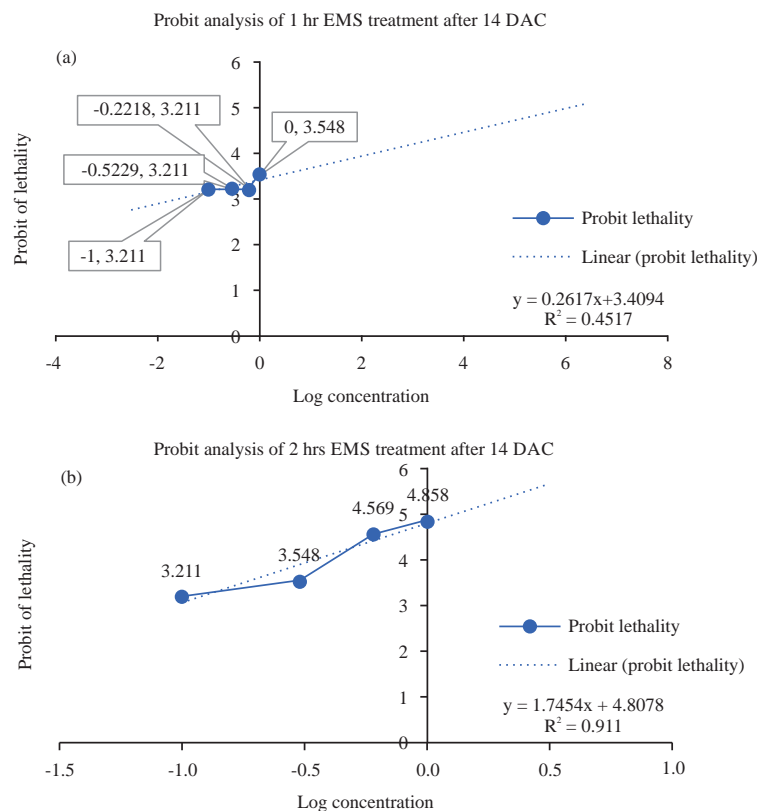 Probit analysis of 1 hr EMS treatment after 14 DAC
(a)
6
5
4
3
2
1
0
-0.2218, 3.211
0, 3.548
-0.5229, 3.211
-1, 3.211
Probit of lethality
Probit lethality
Linear (probit lethality)
y = 0.2617x+3.4094
R² = 0.4517
-4 -2 0 2 4 6 8
Log concentration
Probit analysis of 2 hrs EMS treatment after 14 DAC
(b)
6
5
4
3
2
1
0
3.211
3.548
4.569
4.858
Probit of lethality
Probit lethality
Linear (probit lethality)
y = 1.7454x + 4.8078
R² = 0.911
-1.5 -1.0 -0.5 0.0 0.5 1.0
Log concentration